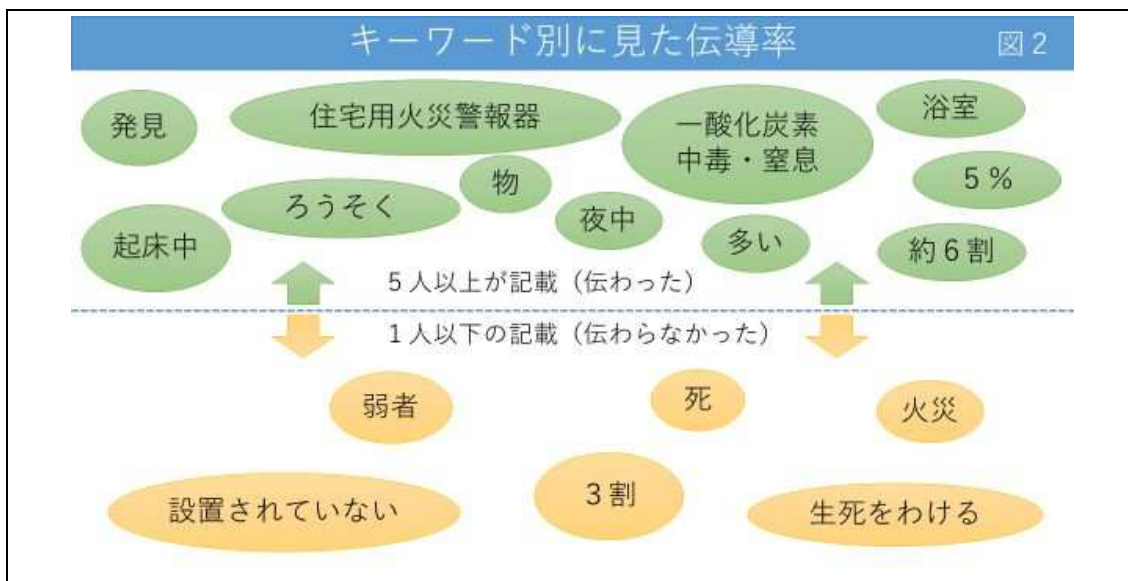 キーワード別に見た伝導率
図2
発見
住宅用火災警報器
一酸化炭素
中毒・窒息
浴室
物
5%
ろうそく
夜中
多い
起床中
約6割
5人以上が記載（伝わった）
1人以下の記載（伝わらなかった）
弱者
死
火災
設置されていない
3割
生死をわける